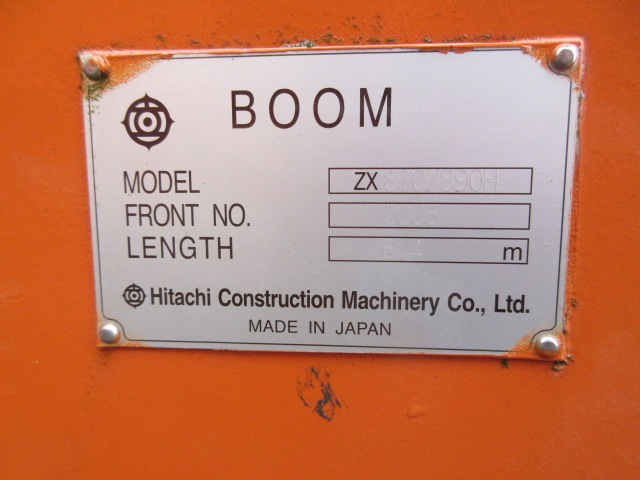 BOOM
MODEL ZX
FRONT NO.
LENGTH m
Hitachi Construction Machinery Co., Ltd.
MADE IN JAPAN